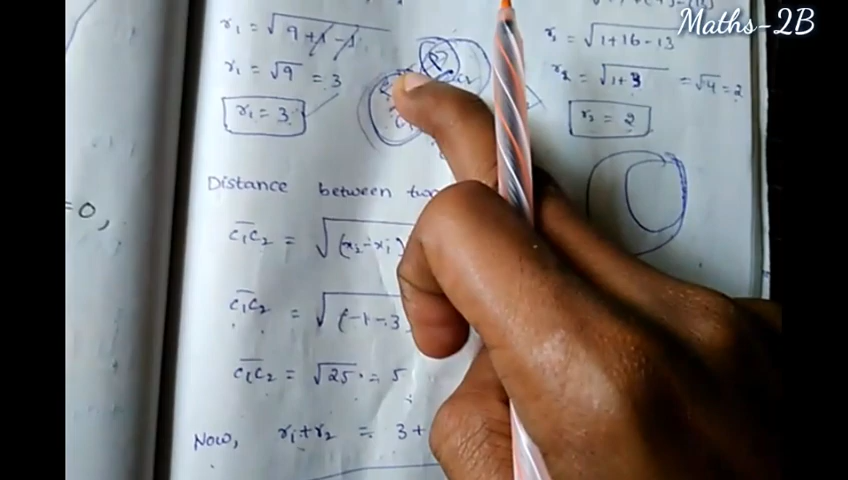 Maths-2B
r₁ = √9+1-1
r₁ = √9 = 3
r₁ = 3
r₂ = √1+16-13
r₂ = √1+3 = √4 = 2
r₂ = 2
Distance between two
= 0,
C₁C₂ = √(x₂-x₁)
C₁C₂ = √(-1-3
C₁C₂ = √25 = 5
Now, r₁+r₂ = 3+